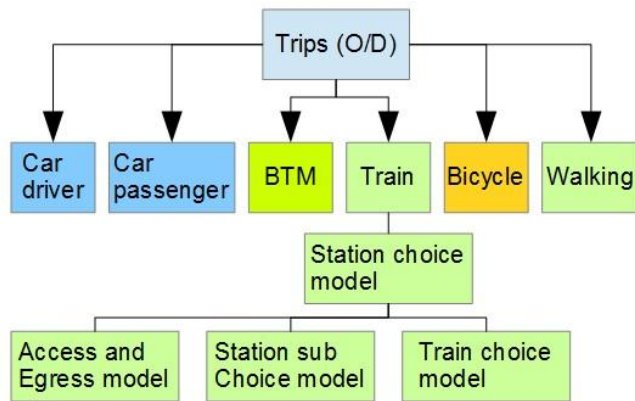 Trips (O/D)
Car
driver
Car
passenger
BTM
Train
Bicycle
Walking
Station choice
model
Access and
Egress model
Station sub
Choice model
Train choice
model